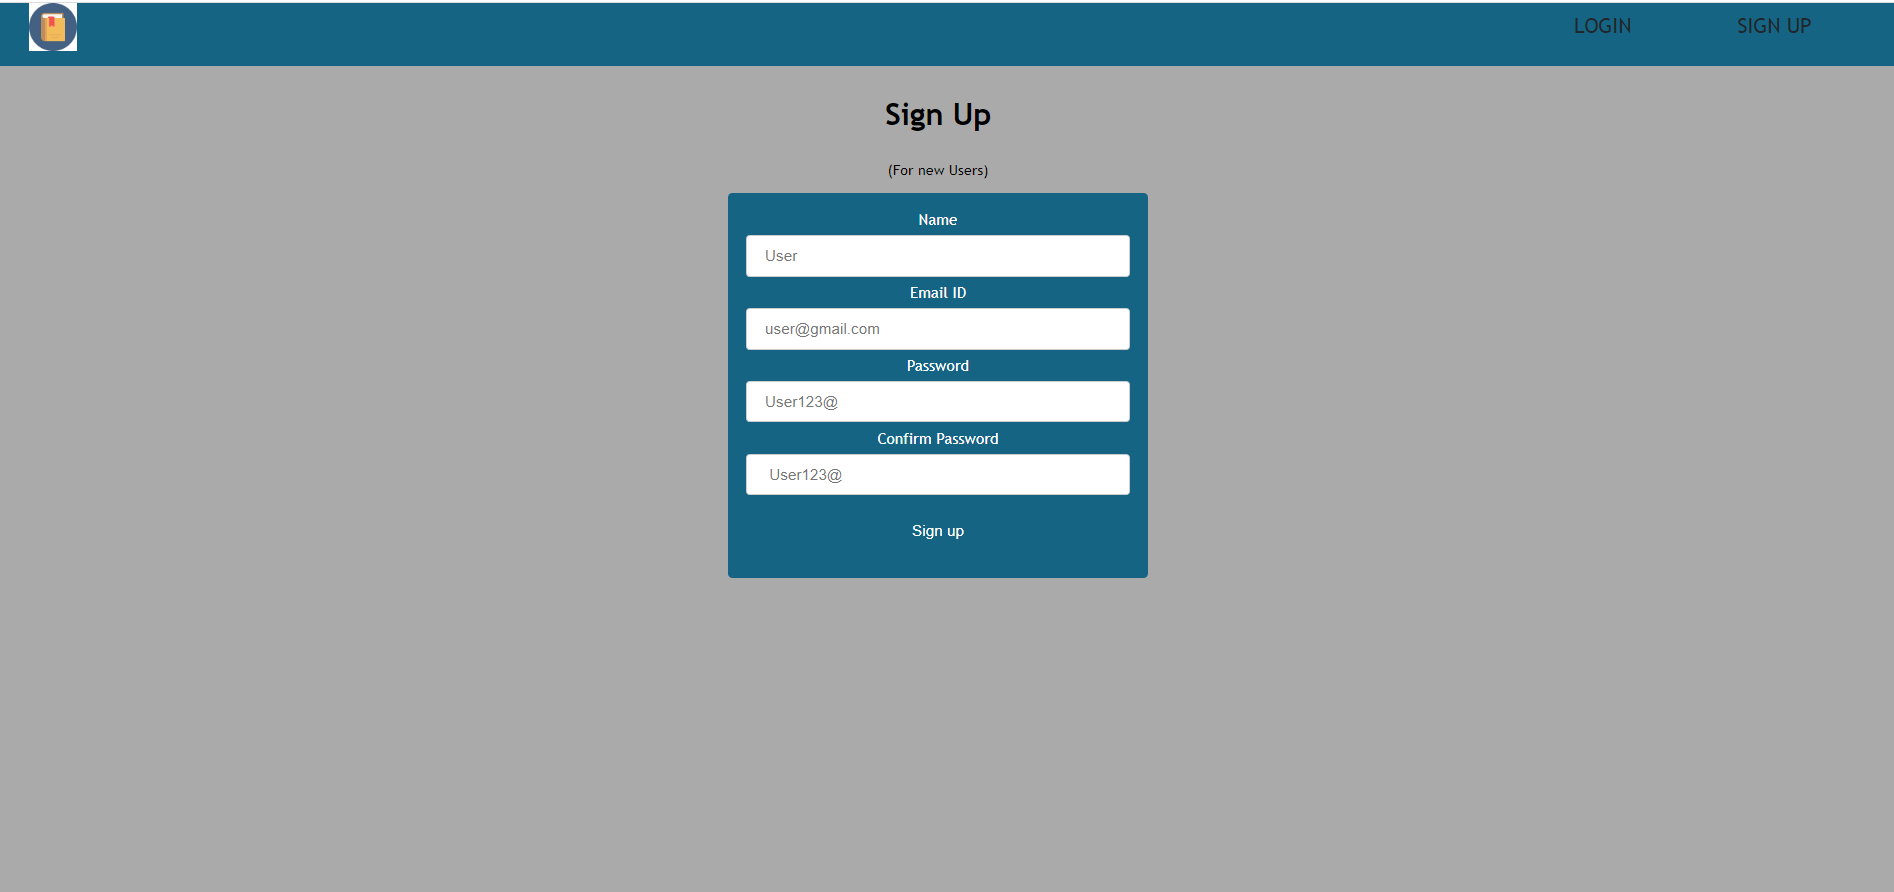 LOGIN
SIGN UP
Sign Up
(For new Users)
Name
User
Email ID
user@gmail.com
Password
User123@
Confirm Password
User123@
Sign up